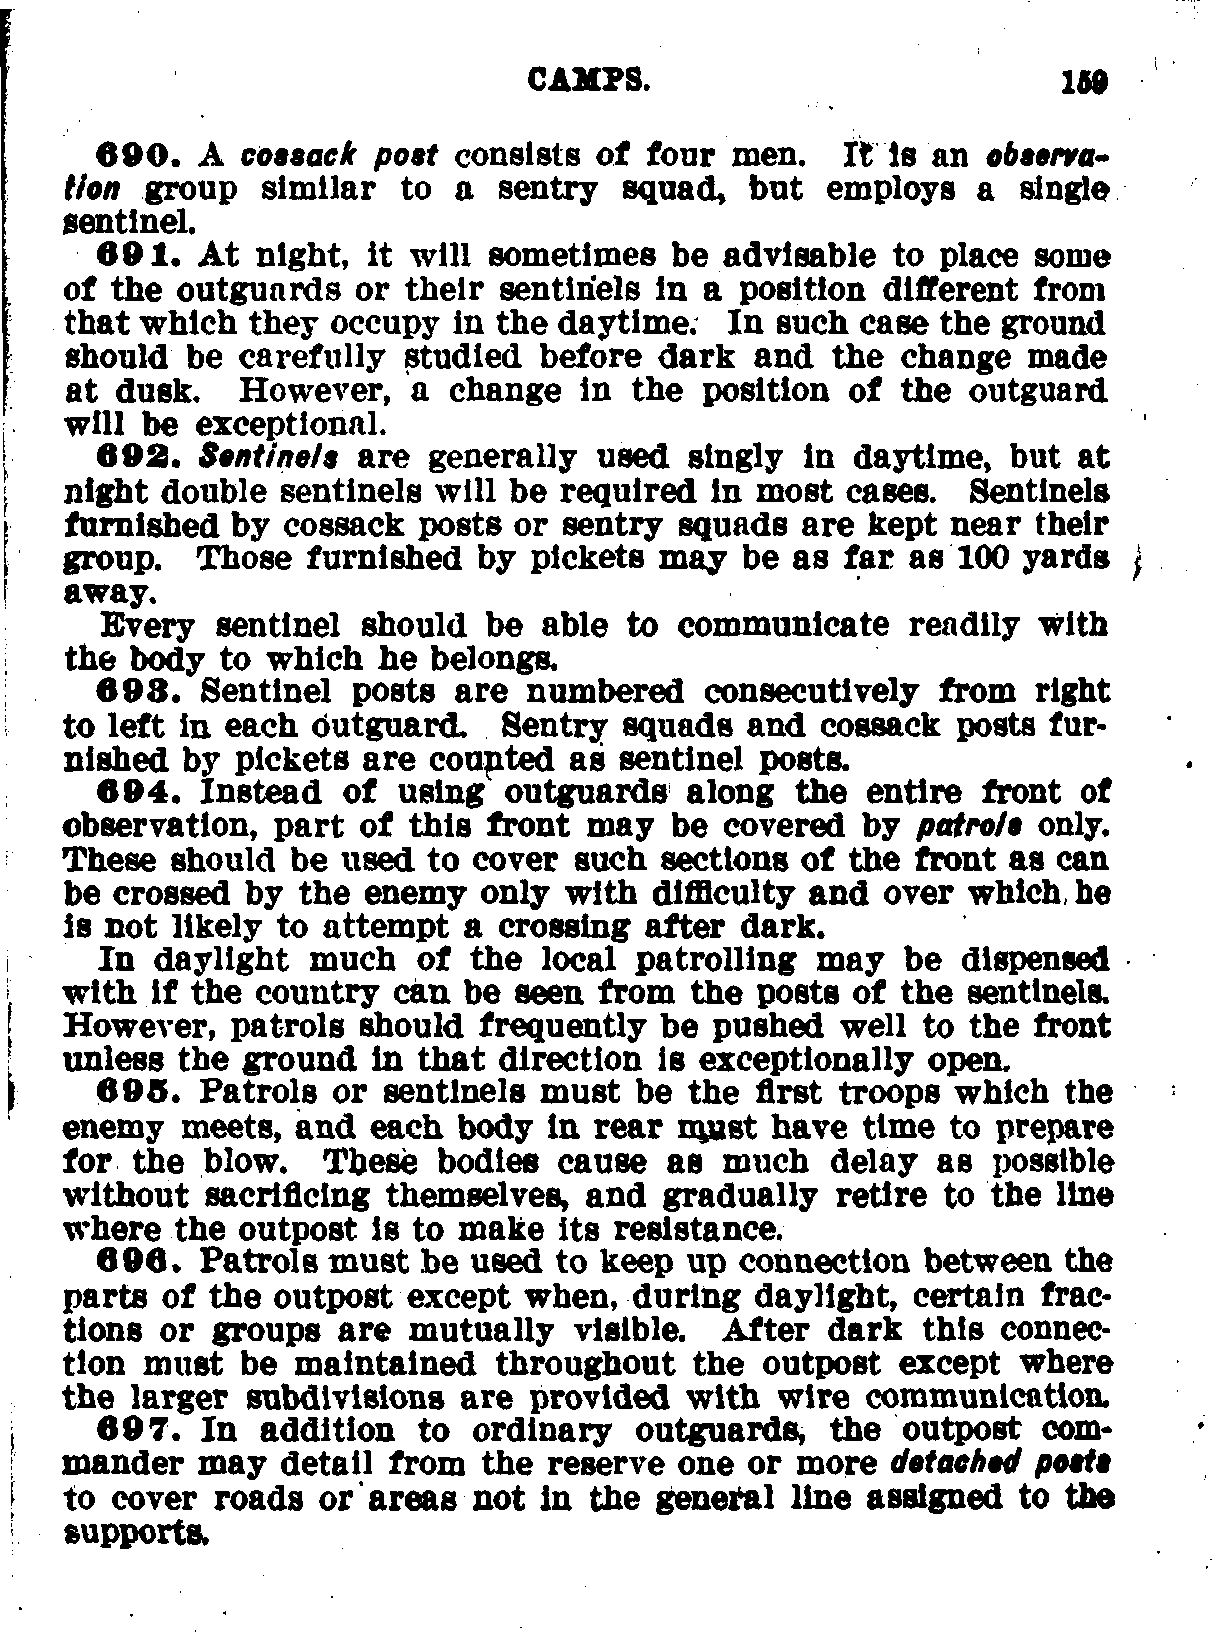 CAMPS. 159
690. A cossack post consists of four men. It is an observa-
tion group similar to a sentry squad, but employs a single
sentinel.
691. At night, it will sometimes be advisable to place some
of the outguards or their sentinels in a position different from
that which they occupy in the daytime. In such case the ground
should be carefully studied before dark and the change made
at dusk. However, a change in the position of the outguard
will be exceptional.
692. Sentinels are generally used singly in daytime, but at
night double sentinels will be required in most cases. Sentinels
furnished by cossack posts or sentry squads are kept near their
group. Those furnished by pickets may be as far as 100 yards
away.
Every sentinel should be able to communicate readily with
the body to which he belongs.
693. Sentinel posts are numbered consecutively from right
to left in each outguard. Sentry squads and cossack posts fur-
nished by pickets are counted as sentinel posts.
694. Instead of using outguards along the entire front of
observation, part of this front may be covered by patrols only.
These should be used to cover such sections of the front as can
be crossed by the enemy only with difficulty and over which he
is not likely to attempt a crossing after dark.
In daylight much of the local patrolling may be dispensed
with if the country can be seen from the posts of the sentinels.
However, patrols should frequently be pushed well to the front
unless the ground in that direction is exceptionally open.
695. Patrols or sentinels must be the first troops which the
enemy meets, and each body in rear must have time to prepare
for the blow. These bodies cause as much delay as possible
without sacrificing themselves, and gradually retire to the line
where the outpost is to make its resistance.
696. Patrols must be used to keep up connection between the
parts of the outpost except when, during daylight, certain frac-
tions or groups are mutually visible. After dark this connec-
tion must be maintained throughout the outpost except where
the larger subdivisions are provided with wire communication.
697. In addition to ordinary outguards, the outpost com-
mander may detail from the reserve one or more detached posts
to cover roads or areas not in the general line assigned to the
supports.